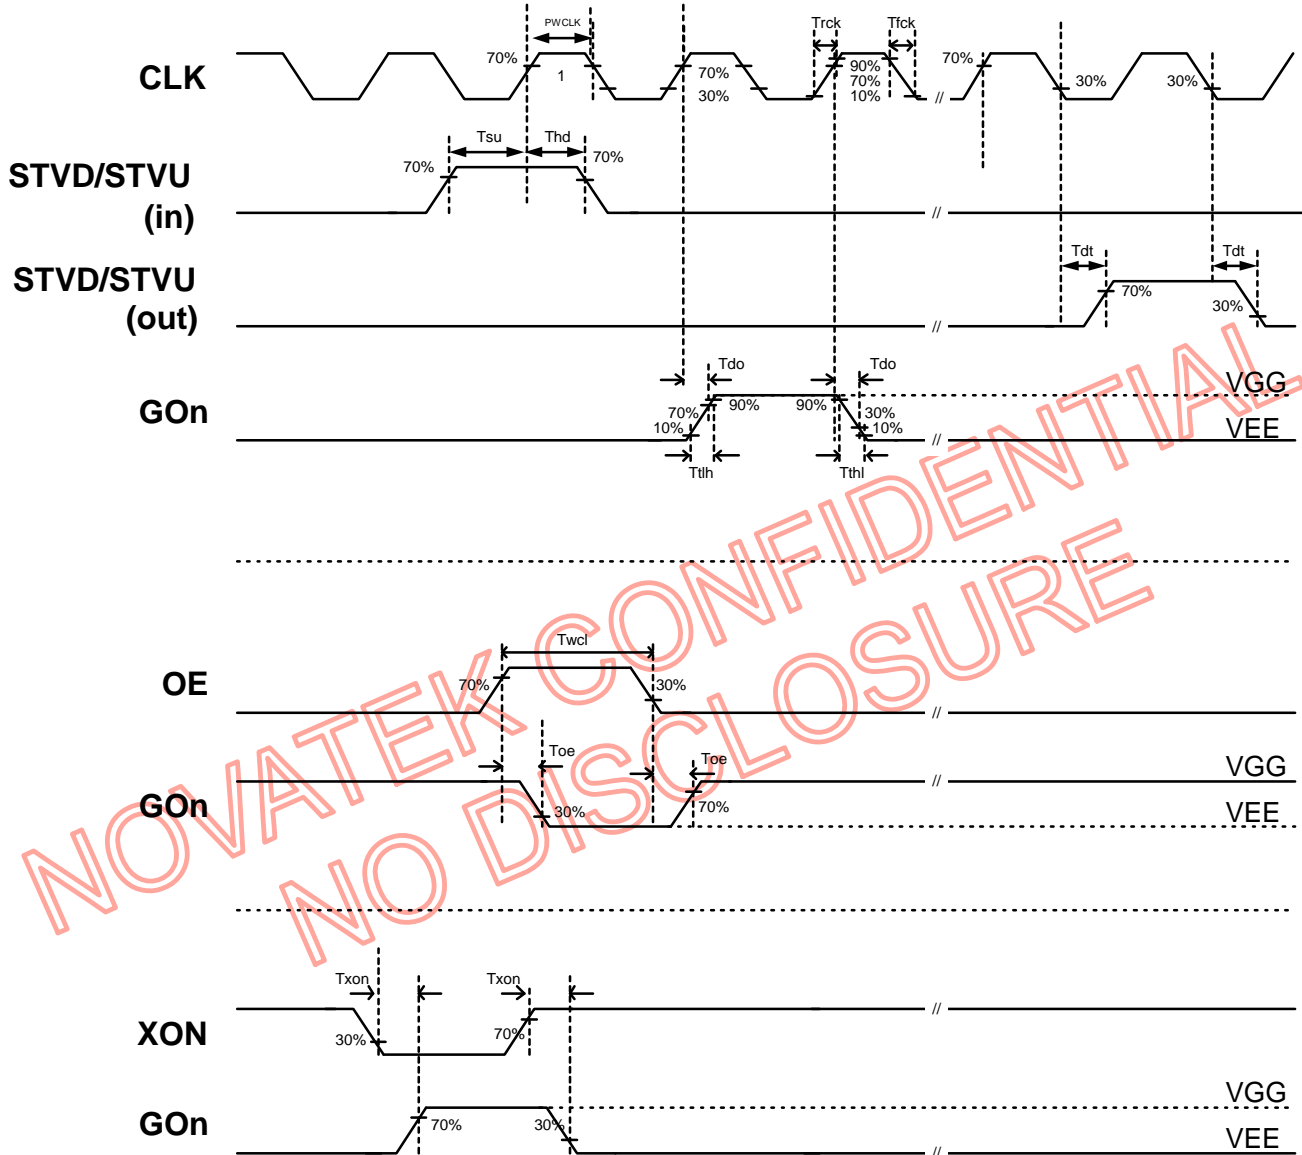 PWCLK
Trck
Tfck
CLK
70%
1
70%
30%
90%
70%
10%
//
70%
30%
30%
Tsu
Thd
STVD/STVU
(in)
70%
70%
//
STVD/STVU
(out)
Tdt
Tdt
70%
30%
//
Tdo
Tdo
GOn
70%
10%
90%
90%
30%
10%
//
VGG
VEE
Ttlh
Tthl
NOVATEK CONFIDENTIAL
NO DISCLOSURE
Twcl
OE
70%
30%
//
Toe
Toe
GOn
30%
70%
//
VGG
VEE
Txon
Txon
XON
30%
70%
//
GOn
70%
30%
//
VGG
VEE